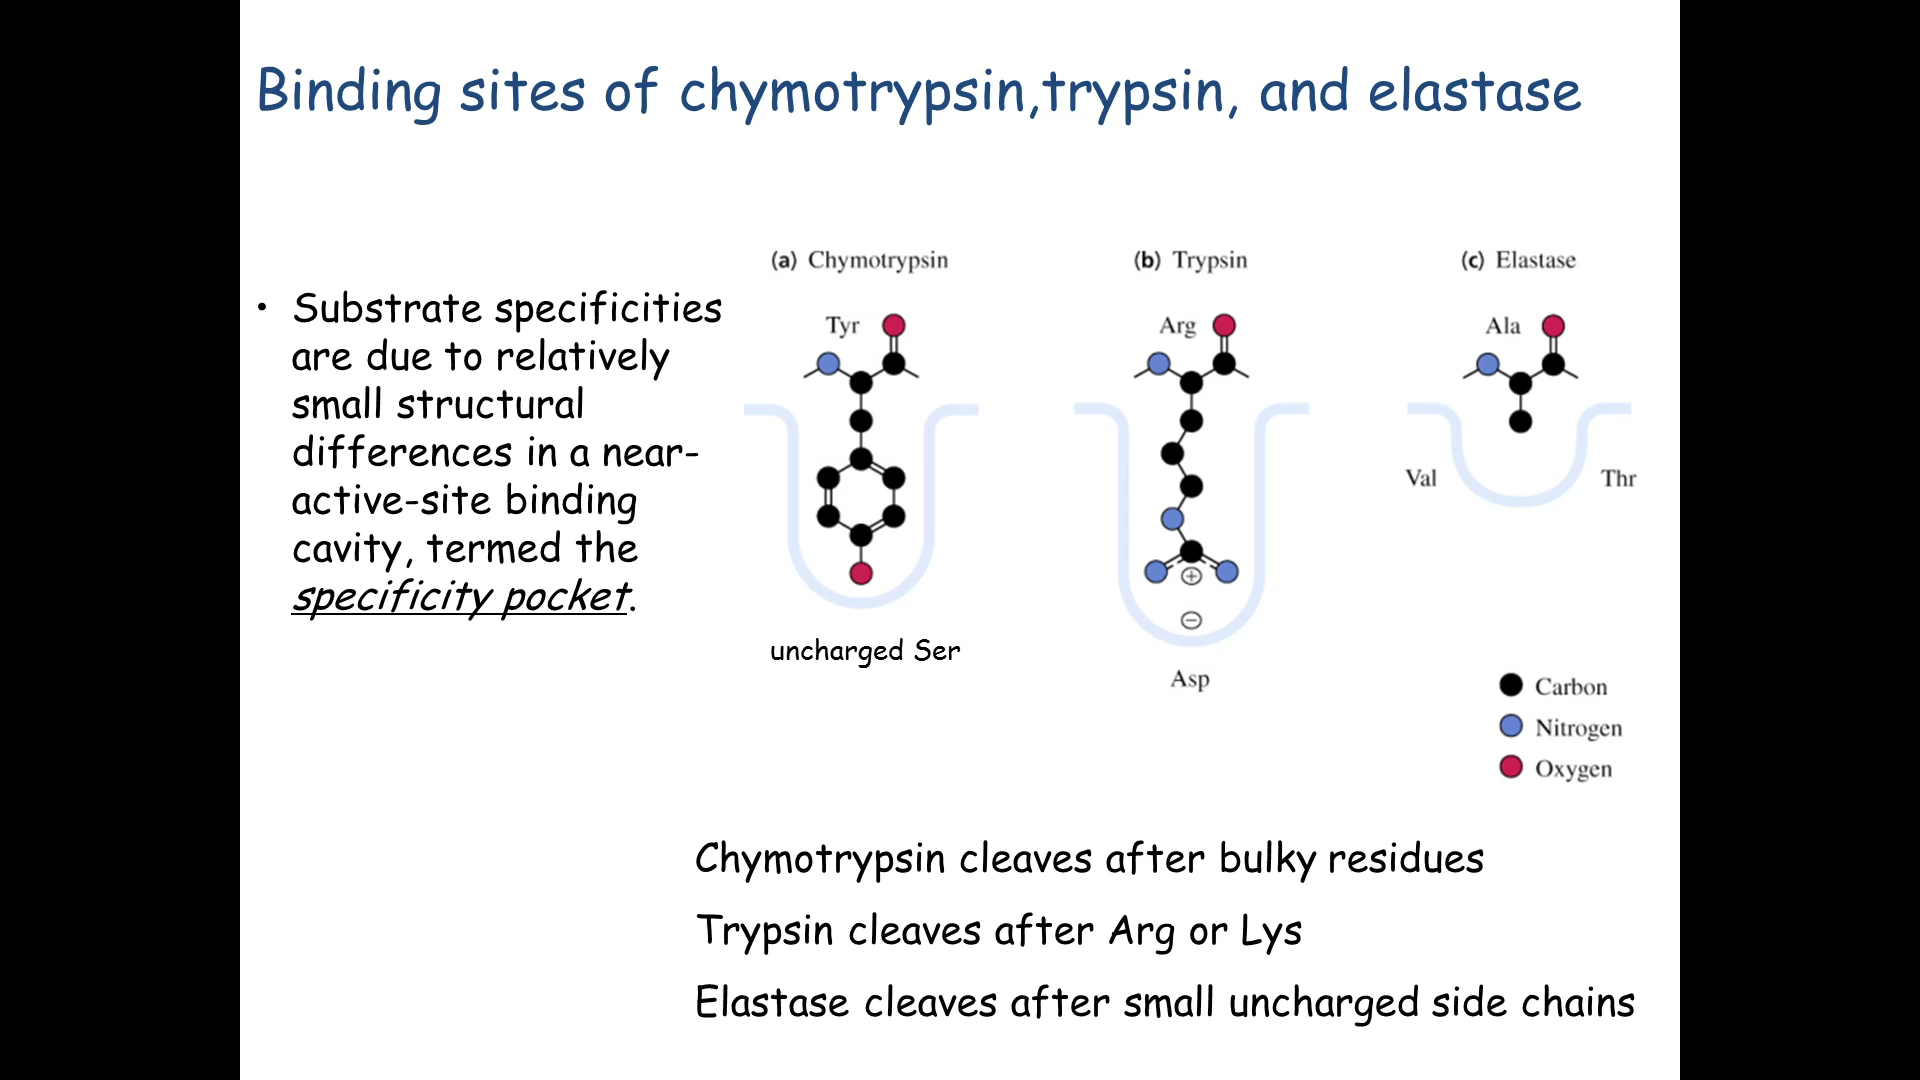 Binding sites of chymotrypsin,trypsin, and elastase
• Substrate specificities
are due to relatively
small structural
differences in a near-
active-site binding
cavity, termed the
specificity pocket.
(a) Chymotrypsin
Tyr
uncharged Ser
(b) Trypsin
Arg
+
−
Asp
(c) Elastase
Ala
Val
Thr
Carbon
Nitrogen
Oxygen
Chymotrypsin cleaves after bulky residues
Trypsin cleaves after Arg or Lys
Elastase cleaves after small uncharged side chains